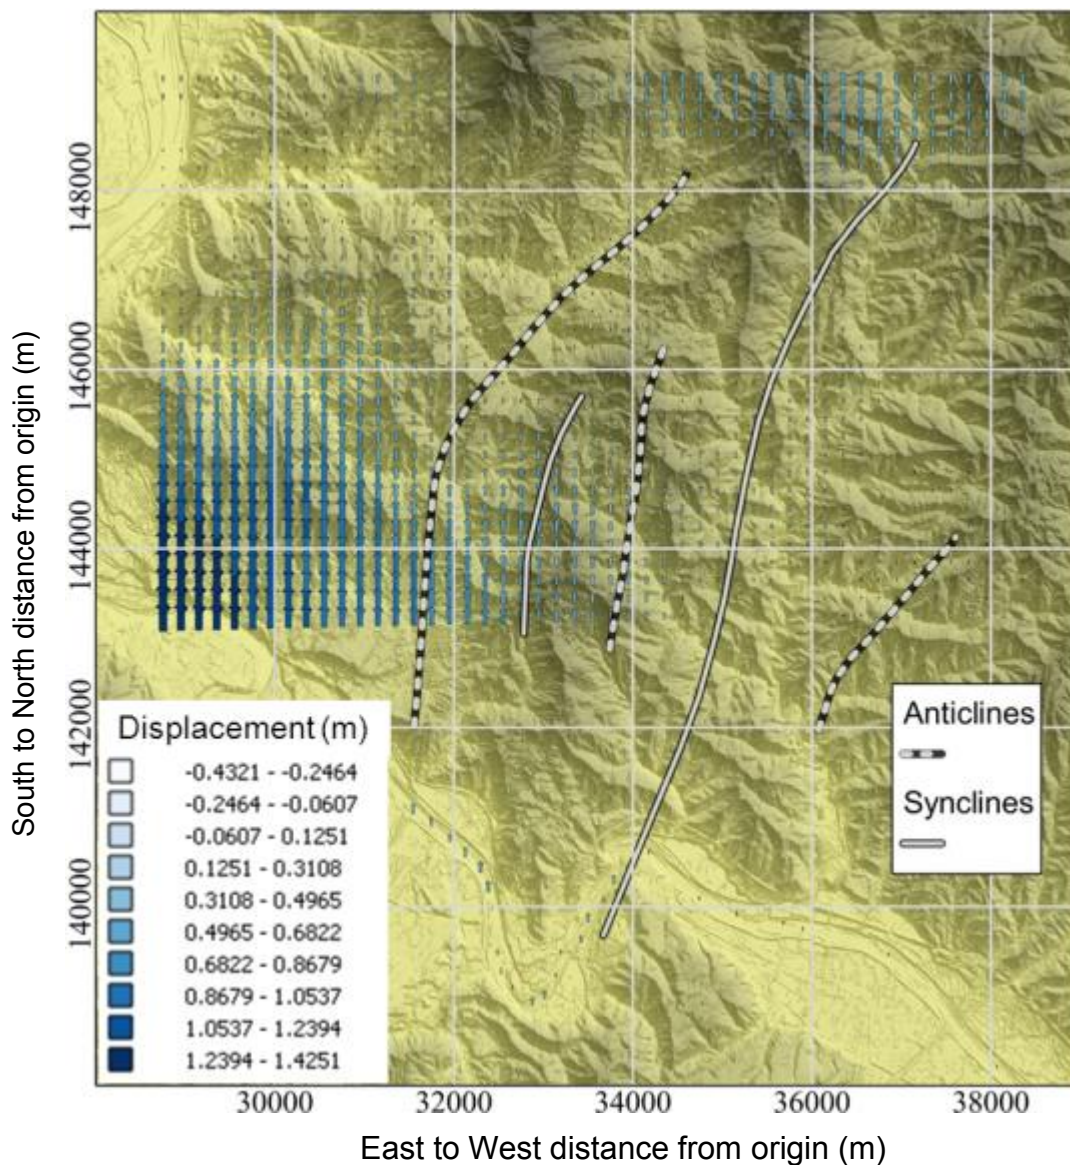 South to North distance from origin (m)
148000
146000
144000
142000
140000
Displacement (m)
-0.4321 - -0.2464
-0.2464 - -0.0607
-0.0607 - 0.1251
0.1251 - 0.3108
0.3108 - 0.4965
0.4965 - 0.6822
0.6822 - 0.8679
0.8679 - 1.0537
1.0537 - 1.2394
1.2394 - 1.4251
Anticlines
Synclines
30000 32000 34000 36000 38000
East to West distance from origin (m)